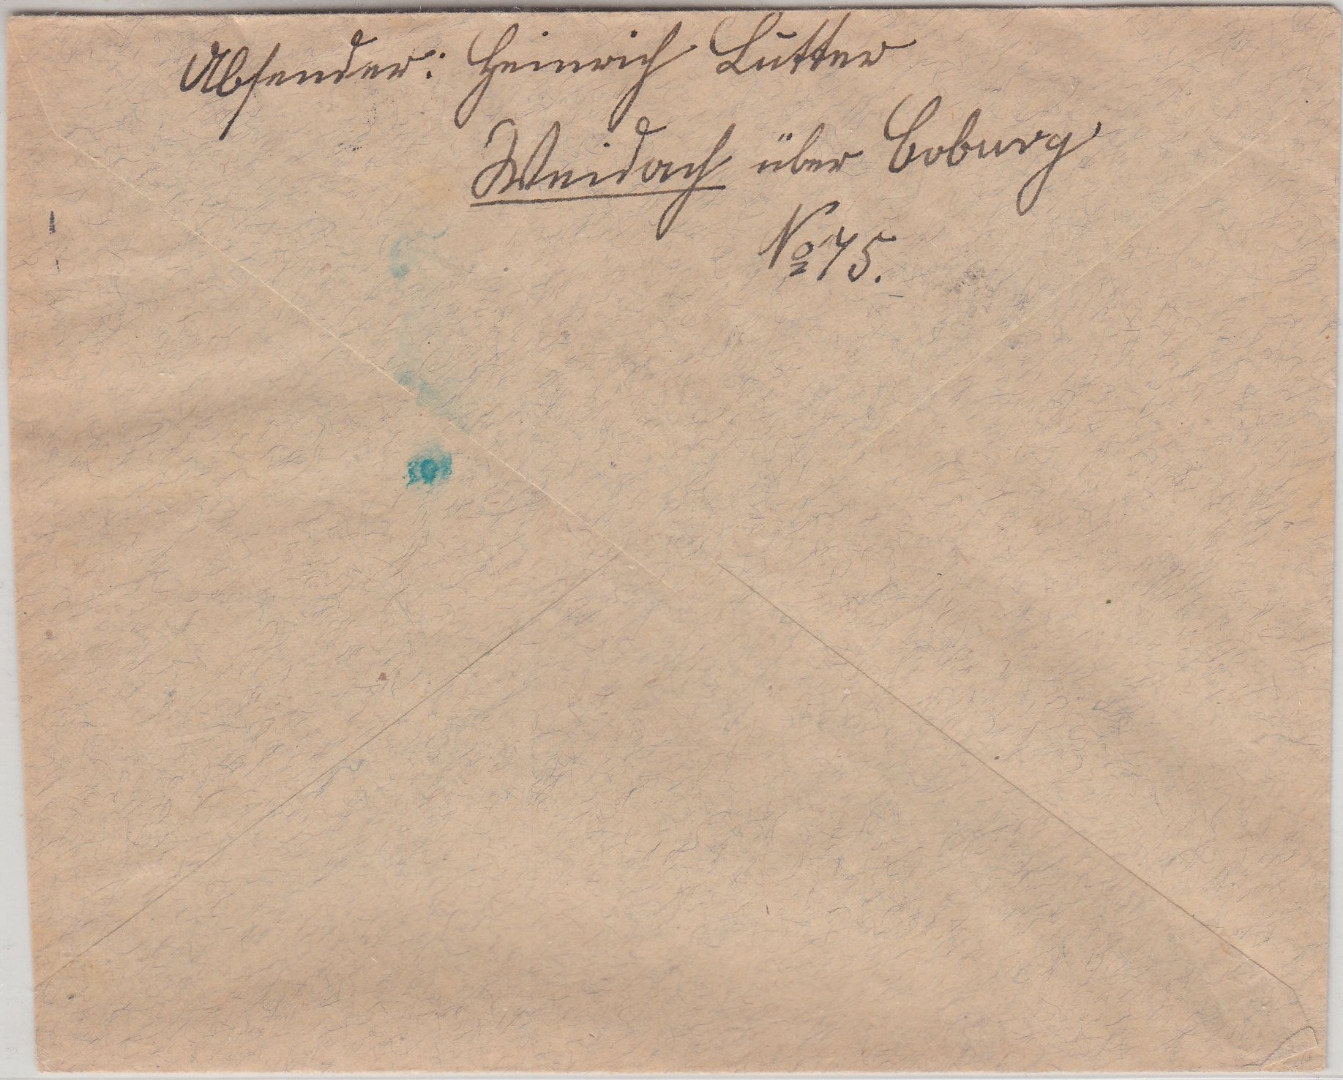 Absender: Heinrich Lutter
Weidach über Coburg
No 75.